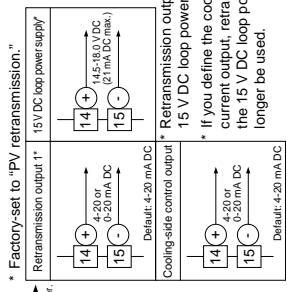 * Factory-set to “PV retransmission.”
Retransmission output 1*
14 +
4-20 or
0-20 mA DC
15 -
Default: 4-20 mA DC
15 V DC loop power supply*
14 +
14.5-18.0 V DC
(21 mA DC max.)
15 -
Cooling-side control output
14 +
4-20 or
0-20 mA DC
15 -
Default: 4-20 mA DC
* Retransmission outp
15 V DC loop power
* If you define the coo
current output, retra
the 15 V DC loop po
longer be used.